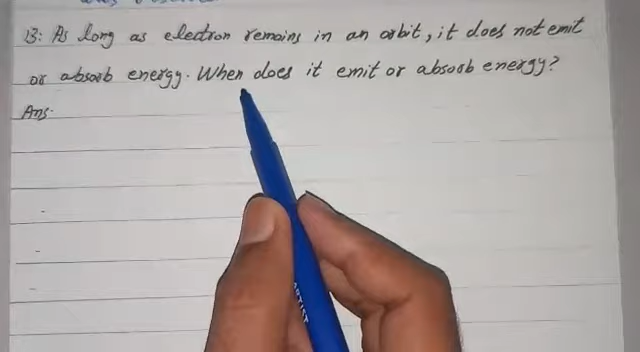 13: As long as electron remains in an orbit, it does not emit
or absorb energy. When does it emit or absorb energy?
Ans.
ARTIST